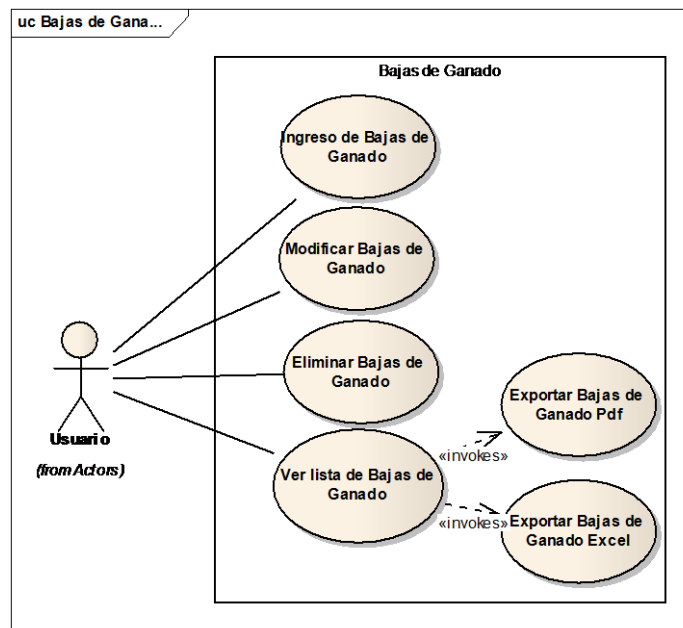 uc Bajas de Gana...
Bajas de Ganado
Ingreso de Bajas de
Ganado
Modificar Bajas de
Ganado
Eliminar Bajas de
Ganado
Exportar Bajas de
Ganado Pdf
Usuario
(from Actors)
Ver lista de Bajas de
Ganado
«invokes»
«invokes»
Exportar Bajas de
Ganado Excel